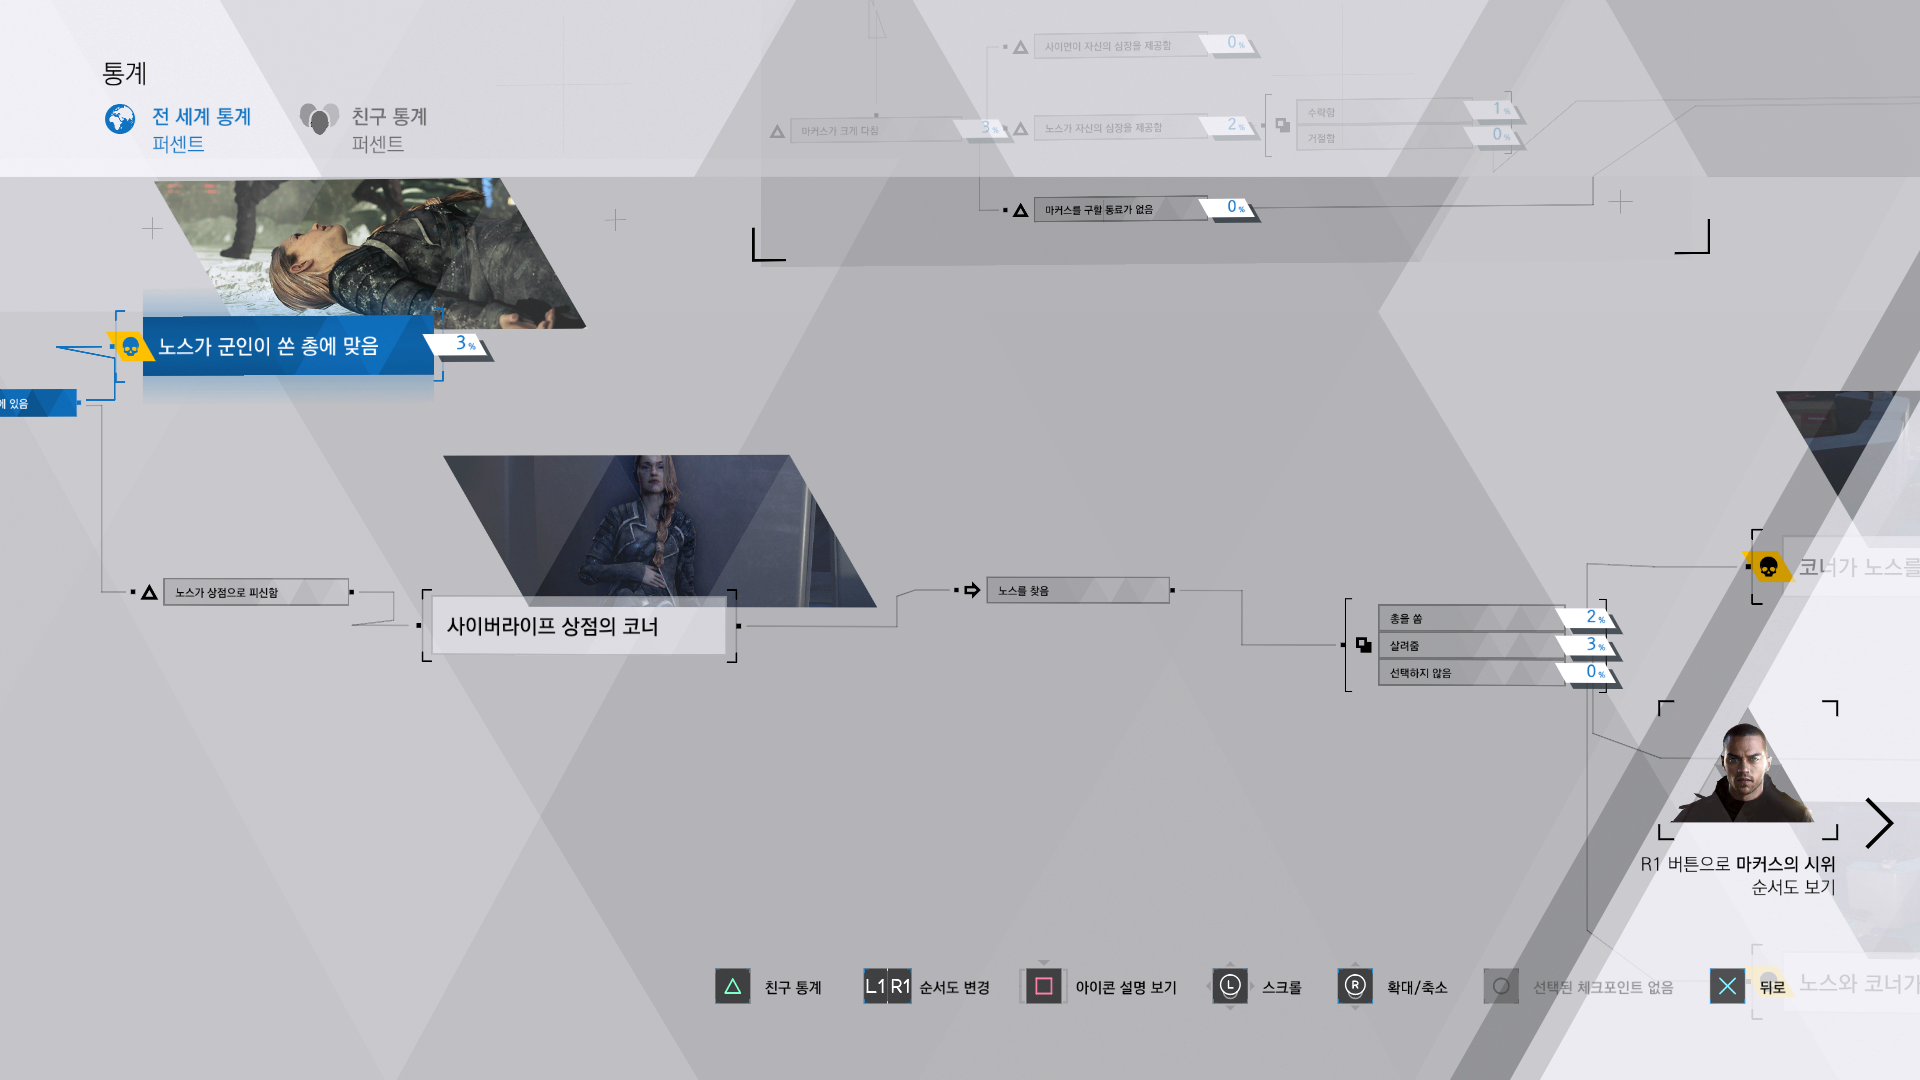 통계
전 세계 통계
퍼센트
친구 통계
퍼센트
사이먼이 자신의 심장을 제공함
0%
마커스가 크게 다침
3%
노스가 자신의 심장을 제공함
2%
수락함
1%
거절함
0%
마커스를 구할 동료가 없음
0%
노스가 군인이 쏜 총에 맞음
3%
에 있음
노스가 상점으로 피신함
사이버라이프 상점의 코너
노스를 찾음
총을 쏨
2%
살려줌
3%
선택하지 않음
0%
코너가 노스를
R1 버튼으로 마커스의 시위
순서도 보기
노스와 코너가
친구 통계
L1 R1 순서도 변경
아이콘 설명 보기
L 스크롤
R 확대/축소
선택된 체크포인트 없음
뒤로